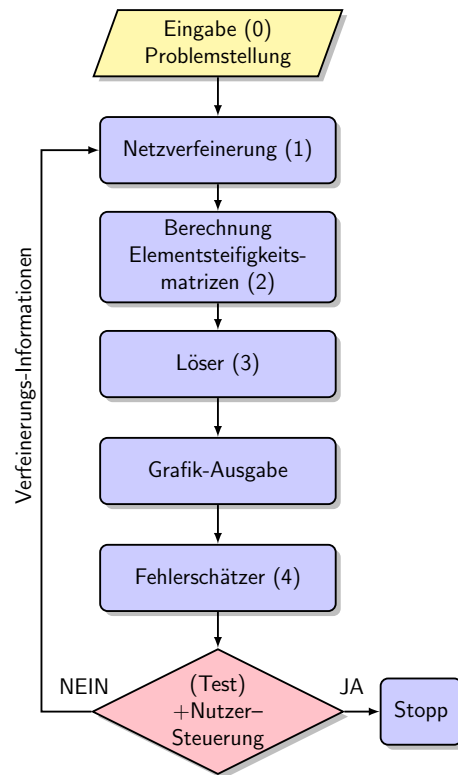 Eingabe (0)
Problemstellung
Netzverfeinerung (1)
Berechnung
Elementsteifigkeits-
matrizen (2)
Löser (3)
Grafik-Ausgabe
Fehlerschätzer (4)
Verfeinerungs-Informationen
NEIN
(Test)
+Nutzer–
Steuerung
JA
Stopp